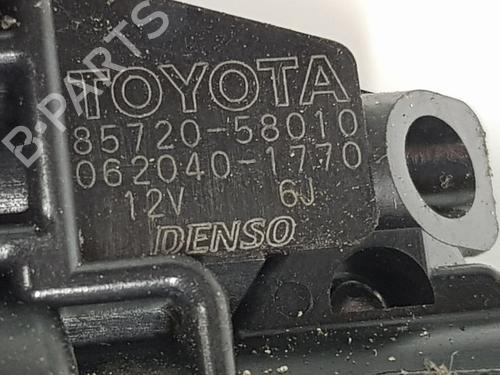 TOYOTA
85720-58010
062040-1770
12V 6J
DENSO
B-PARTS